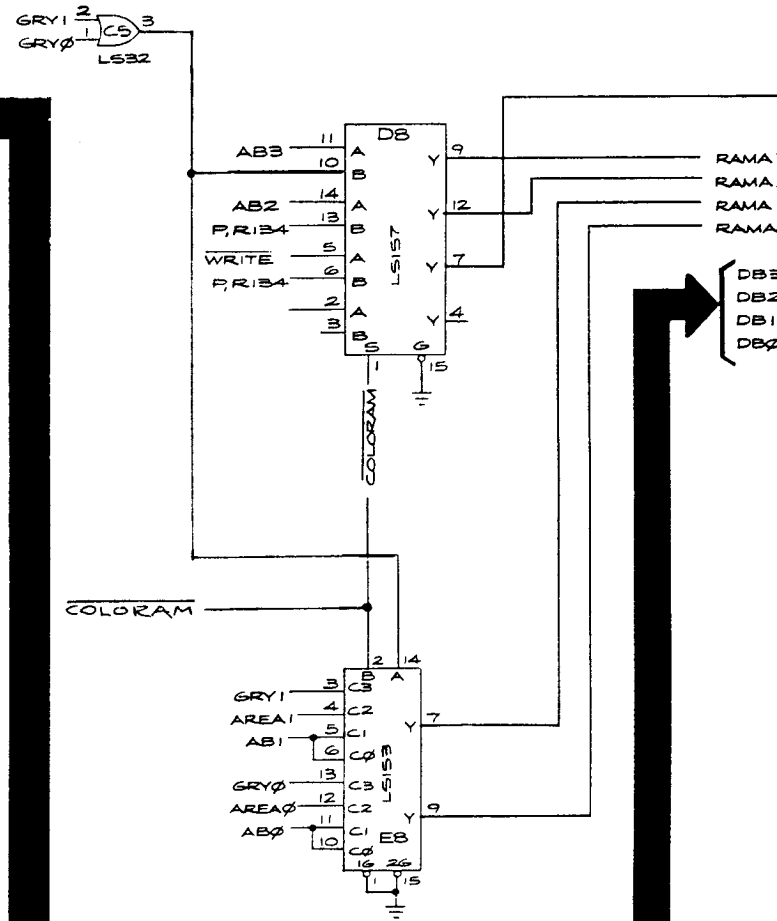 GRY1 2
GRYØ 1
C5
3
LS32
D8
AB3 11 A
10 B
AB2 14 A
P,R134 13 B
WRITE 5 A
P,R134 6 B
2 A
3 B
LS157
Y 9
Y 12
Y 7
Y 4
S G
1 15
RAMA
RAMA
RAMA
RAMA
DB3
DB2
DB1
DBØ
COLORAM
COLORAM
2 14
B A
GRY1 3 C3
AREA1 4 C2
AB1 5 C1
6 CØ
GRYØ 13 C3
AREAØ 12 C2
ABØ 11 C1
10 CØ
LS153
E8
Y 7
Y 9
1G 2G
1 15